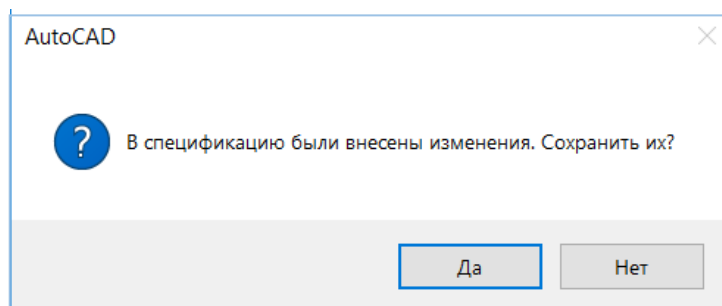 AutoCAD
В спецификацию были внесены изменения. Сохранить их?
Да
Нет